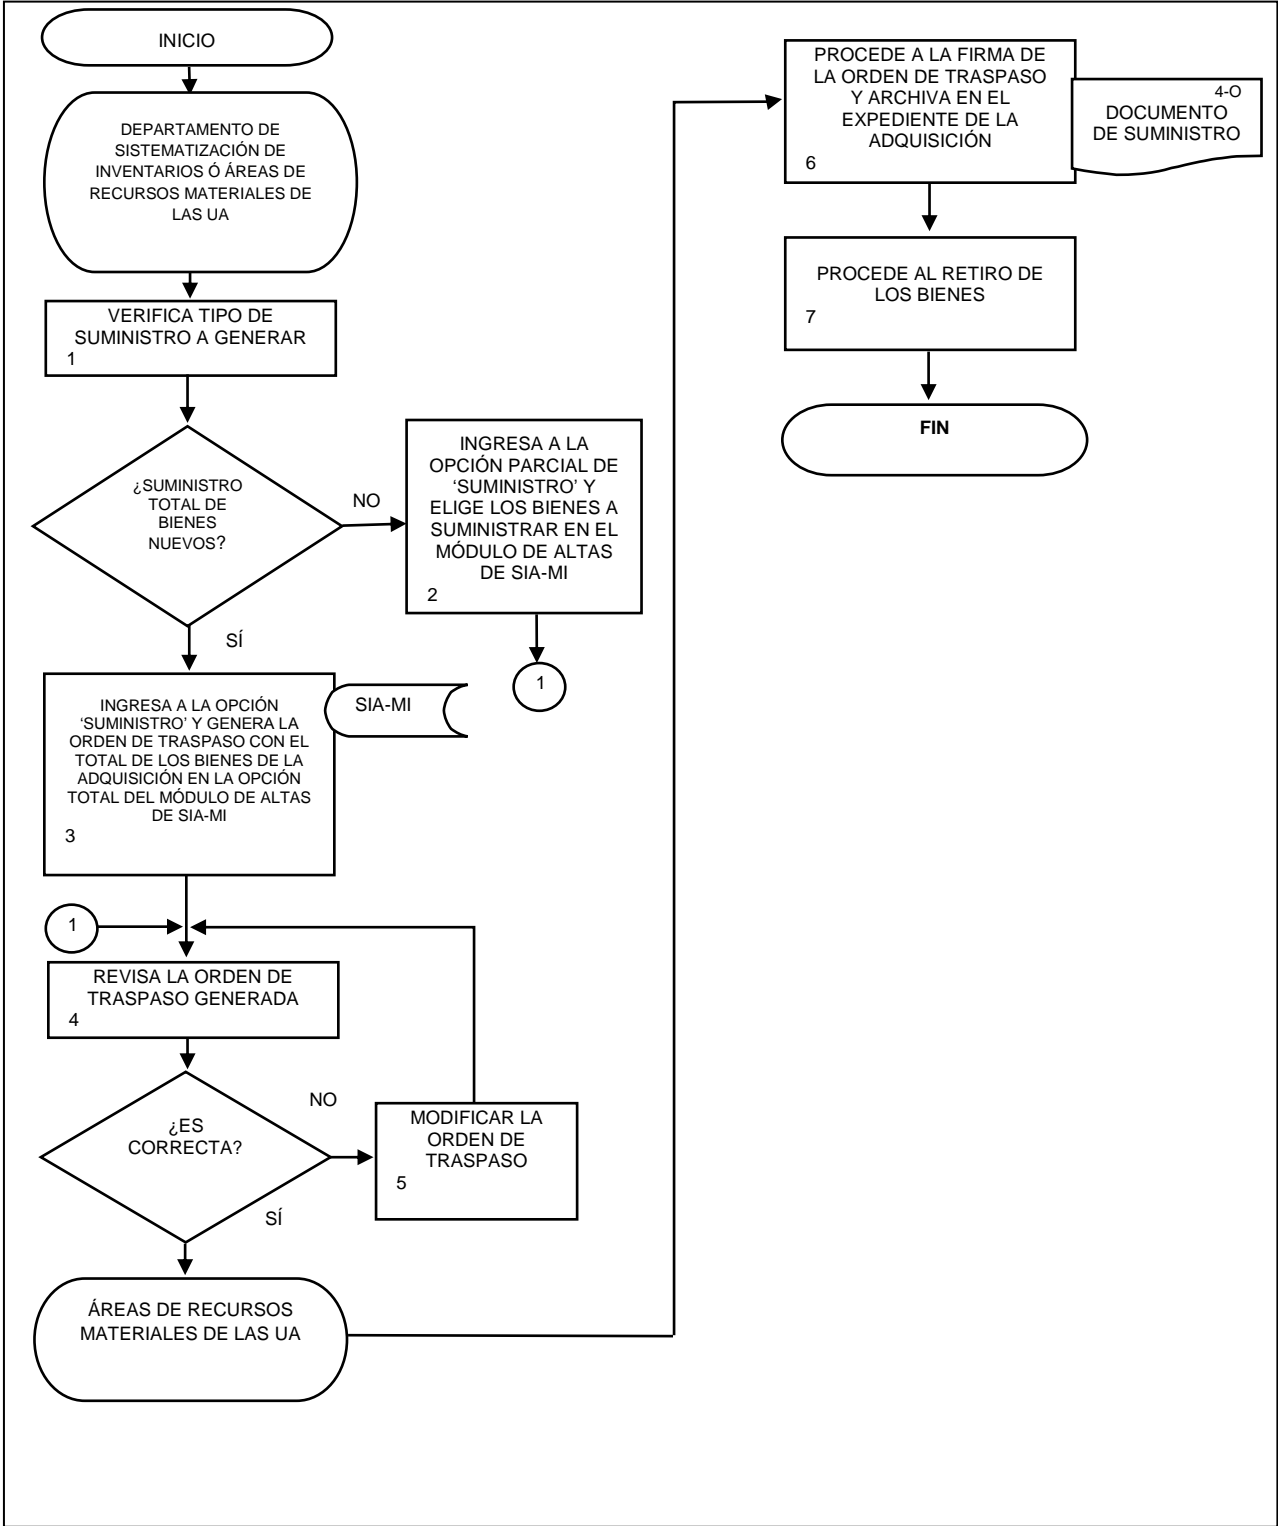 INICIO
DEPARTAMENTO DE
SISTEMATIZACIÓN DE
INVENTARIOS Ó ÁREAS DE
RECURSOS MATERIALES DE
LAS UA
VERIFICA TIPO DE
SUMINISTRO A GENERAR
1
¿SUMINISTRO
TOTAL DE
BIENES
NUEVOS?
NO
INGRESA A LA
OPCIÓN PARCIAL DE
‘SUMINISTRO’ Y
ELIGE LOS BIENES A
SUMINISTRAR EN EL
MÓDULO DE ALTAS
DE SIA-MI
2
1
SÍ
INGRESA A LA OPCIÓN
‘SUMINISTRO’ Y GENERA LA
ORDEN DE TRASPASO CON EL
TOTAL DE LOS BIENES DE LA
ADQUISICIÓN EN LA OPCIÓN
TOTAL DEL MÓDULO DE ALTAS
DE SIA-MI
3
SIA-MI
1
REVISA LA ORDEN DE
TRASPASO GENERADA
4
¿ES
CORRECTA?
NO
MODIFICAR LA
ORDEN DE
TRASPASO
5
SÍ
ÁREAS DE RECURSOS
MATERIALES DE LAS UA
PROCEDE A LA FIRMA DE
LA ORDEN DE TRASPASO
Y ARCHIVA EN EL
EXPEDIENTE DE LA
ADQUISICIÓN
6
4-O
DOCUMENTO
DE SUMINISTRO
PROCEDE AL RETIRO DE
LOS BIENES
7
FIN